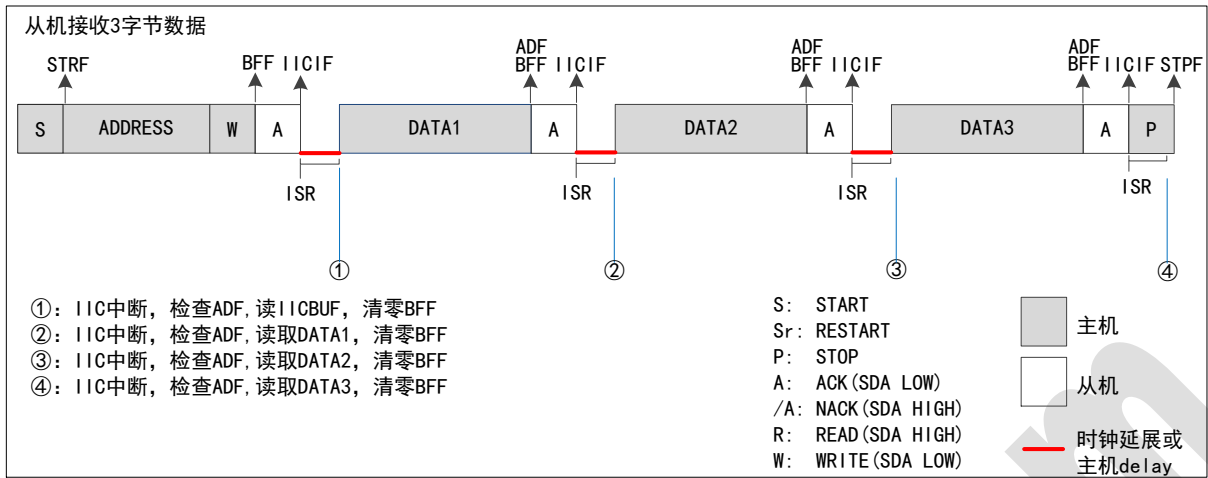 从机接收3字节数据
STRF BFF IICIF ADF BFF IICIF ADF BFF IICIF ADF BFF IICIF STPF
S ADDRESS W A DATA1 A DATA2 A DATA3 A P
ISR ISR ISR ISR
① ② ③ ④
①：IIC中断，检查ADF,读IICBUF，清零BFF
②：IIC中断，检查ADF,读取DATA1，清零BFF
③：IIC中断，检查ADF,读取DATA2，清零BFF
④：IIC中断，检查ADF,读取DATA3，清零BFF
S: START
Sr: RESTART
P: STOP
A: ACK(SDA LOW)
/A: NACK(SDA HIGH)
R: READ(SDA HIGH)
W: WRITE(SDA LOW)
主机
从机
时钟延展或
主机delay